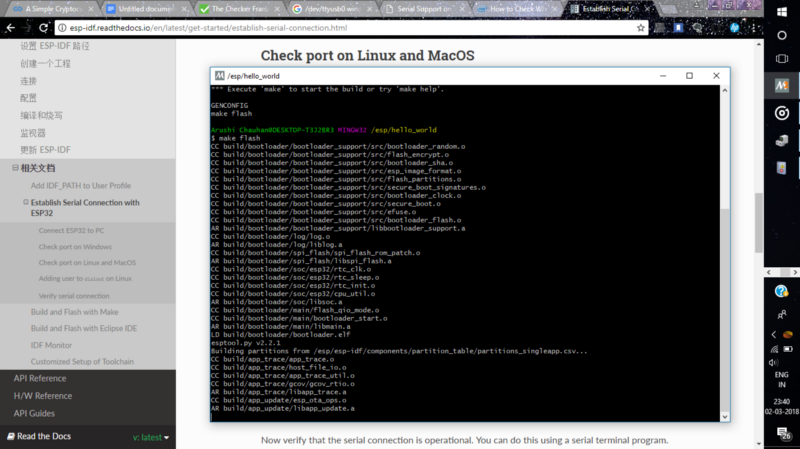 A Simple Cryptoc
Untitled documen
The Checker Fram
'/dev/ttyusb0 win
Serial Support on
How to Check Wh
Establish Serial C
esp-idf.readthedocs.io/en/latest/get-started/establish-serial-connection.html
设置 ESP-IDF 路径
创建一个工程
连接
配置
编译和烧写
监视器
更新 ESP-IDF
相关文档
Add IDF_PATH to User Profile
Establish Serial Connection with
ESP32
Connect ESP32 to PC
Check port on Windows
Check port on Linux and MacOS
Adding user to dialout on Linux
Verify serial connection
Build and Flash with Make
Build and Flash with Eclipse IDE
IDF Monitor
Customized Setup of Toolchain
API Reference
H/W Reference
API Guides
Read the Docs
v: latest
Check port on Linux and MacOS
/esp/hello_world
*** Execute 'make' to start the build or try 'make help'.
GENCONFIG
make flash
Arushi Chauhan@DESKTOP-T3J28R3 MINGW32 /esp/hello_world
$ make flash
CC build/bootloader/bootloader_support/src/bootloader_random.o
CC build/bootloader/bootloader_support/src/flash_encrypt.o
CC build/bootloader/bootloader_support/src/bootloader_sha.o
CC build/bootloader/bootloader_support/src/esp_image_format.o
CC build/bootloader/bootloader_support/src/flash_partitions.o
CC build/bootloader/bootloader_support/src/secure_boot_signatures.o
CC build/bootloader/bootloader_support/src/bootloader_clock.o
CC build/bootloader/bootloader_support/src/secure_boot.o
CC build/bootloader/bootloader_support/src/efuse.o
CC build/bootloader/bootloader_support/src/bootloader_flash.o
AR build/bootloader/bootloader_support/libbootloader_support.a
CC build/bootloader/log/log.o
AR build/bootloader/log/liblog.a
CC build/bootloader/spi_flash/spi_flash_rom_patch.o
AR build/bootloader/spi_flash/libspi_flash.a
CC build/bootloader/soc/esp32/rtc_clk.o
CC build/bootloader/soc/esp32/rtc_sleep.o
CC build/bootloader/soc/esp32/rtc_init.o
CC build/bootloader/soc/esp32/cpu_util.o
AR build/bootloader/soc/libsoc.a
CC build/bootloader/main/flash_qio_mode.o
CC build/bootloader/main/bootloader_start.o
AR build/bootloader/main/libmain.a
LD build/bootloader/bootloader.elf
esptool.py v2.2.1
Building partitions from /esp/esp-idf/components/partition_table/partitions_singleapp.csv...
CC build/app_trace/app_trace.o
CC build/app_trace/host_file_io.o
CC build/app_trace/app_trace_util.o
CC build/app_trace/gcov/gcov_rtio.o
AR build/app_trace/libapp_trace.a
CC build/app_update/esp_ota_ops.o
AR build/app_update/libapp_update.a
Now verify that the serial connection is operational. You can do this using a serial terminal program.
ENG
IN
23:40
02-03-2018
26